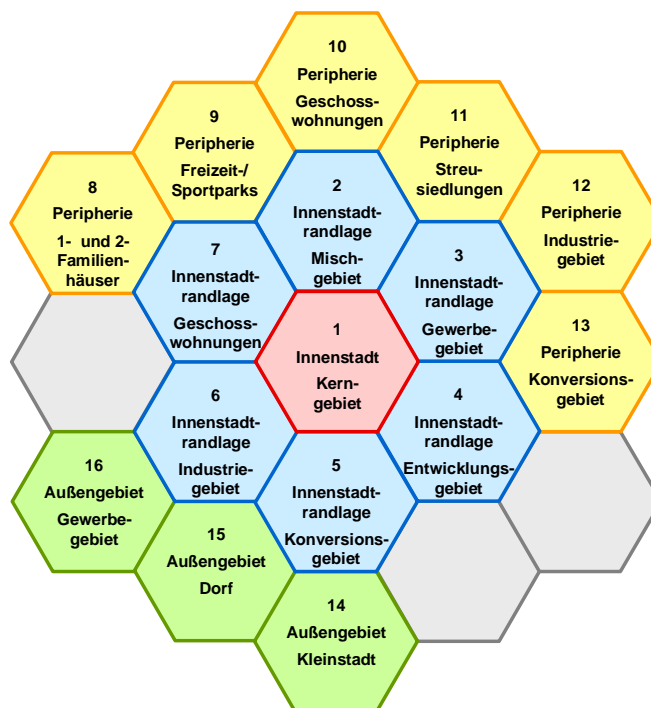 10
Peripherie
Geschoss-
wohnungen
9
Peripherie
Freizeit-/
Sportparks
11
Peripherie
Streu-
siedlungen
8
Peripherie
1- und 2-
Familien-
häuser
2
Innenstadt-
randlage
Misch-
gebiet
12
Peripherie
Industrie-
gebiet
7
Innenstadt-
randlage
Geschoss-
wohnungen
3
Innenstadt-
randlage
Gewerbe-
gebiet
1
Innenstadt
Kern-
gebiet
13
Peripherie
Konversions-
gebiet
6
Innenstadt-
randlage
Industrie-
gebiet
4
Innenstadt-
randlage
Entwicklungs-
gebiet
5
Innenstadt-
randlage
Konversions-
gebiet
16
Außengebiet
Gewerbe-
gebiet
15
Außengebiet
Dorf
14
Außengebiet
Kleinstadt